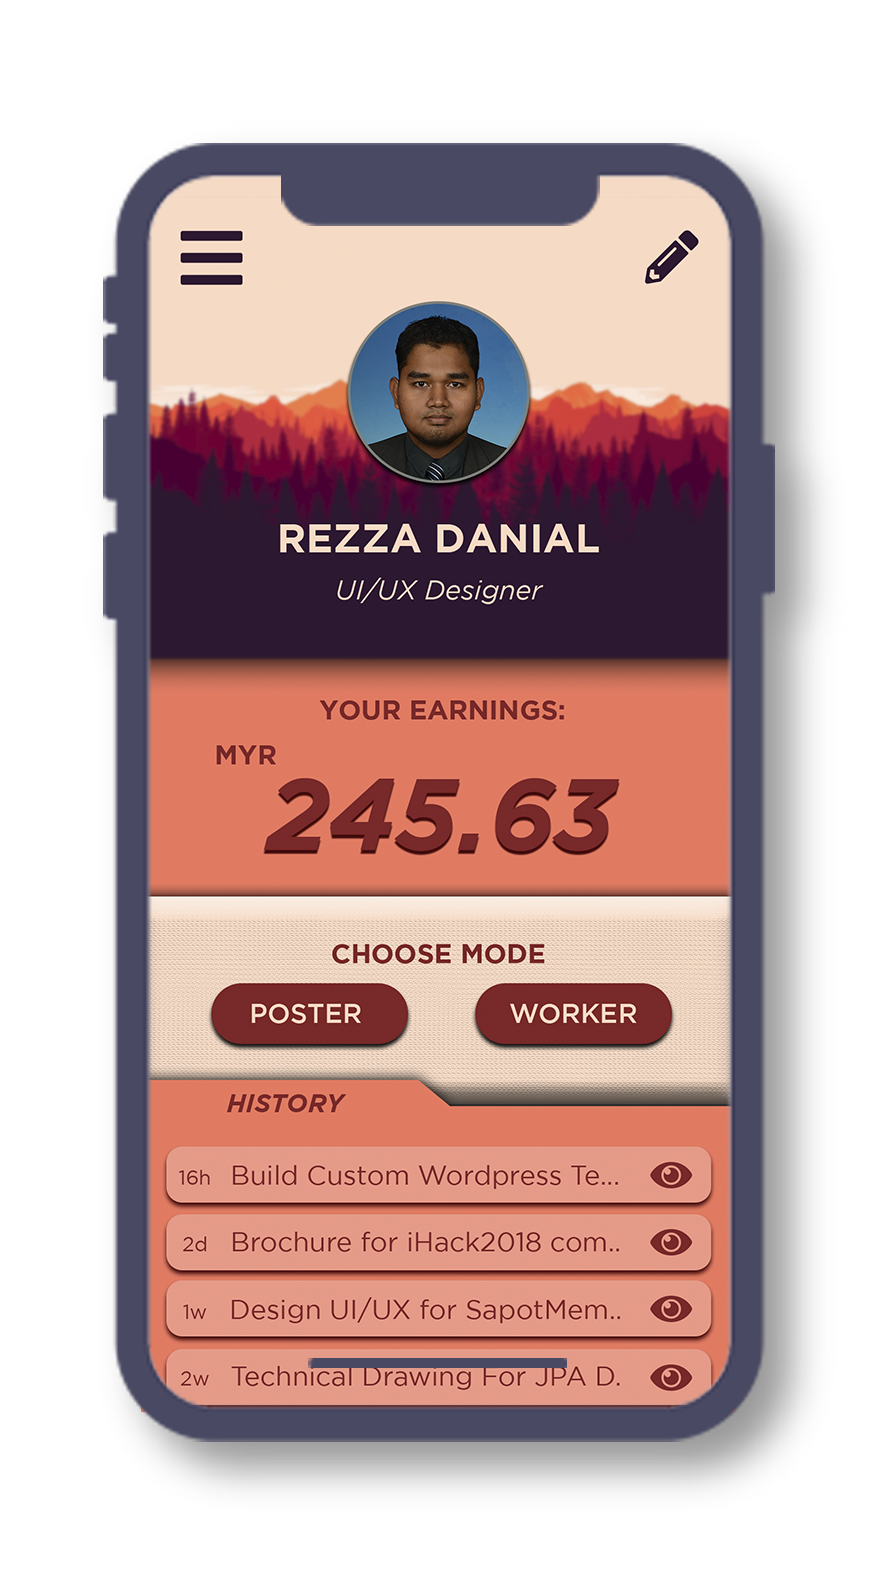 REZZA DANIAL
UI/UX Designer
YOUR EARNINGS:
MYR
245.63
CHOOSE MODE
POSTER WORKER
HISTORY
16h Build Custom Wordpress Te...
2d Brochure for iHack2018 com..
1w Design UI/UX for SapotMem..
2w Technical Drawing For JPA D.